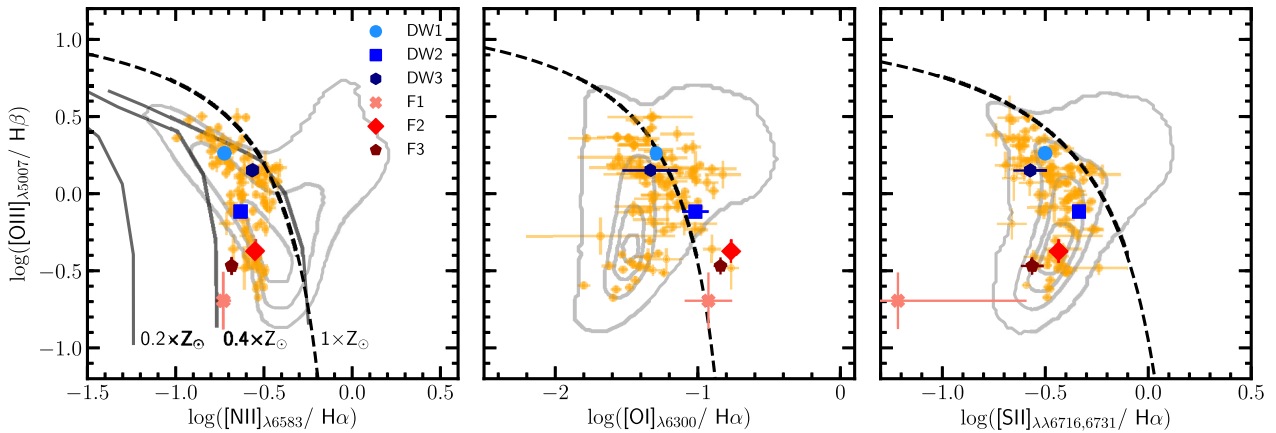 log([OIII]λ5007/ Hβ)
1.0
0.5
0.0
−0.5
−1.0
DW1
DW2
DW3
F1
F2
F3
0.2×Z⊙ 0.4×Z⊙ 1×Z⊙
−1.5 −1.0 −0.5 0.0 0.5
−2 −1 0
−1.0 −0.5 0.0 0.5
log([NII]λ6583/ Hα)
log([OI]λ6300/ Hα)
log([SII]λλ6716,6731/ Hα)